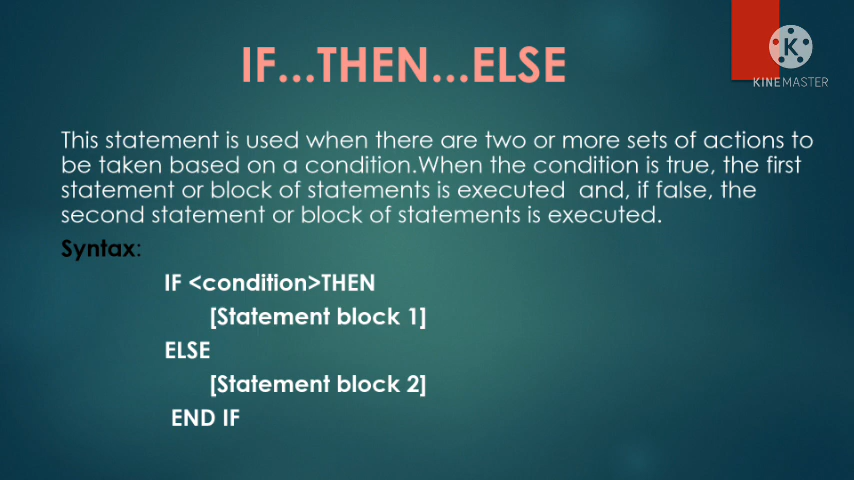 IF...THEN...ELSE
K
KINEMASTER
This statement is used when there are two or more sets of actions to
be taken based on a condition.When the condition is true, the first
statement or block of statements is executed  and, if false, the
second statement or block of statements is executed.
Syntax:
IF <condition>THEN
[Statement block 1]
ELSE
[Statement block 2]
END IF